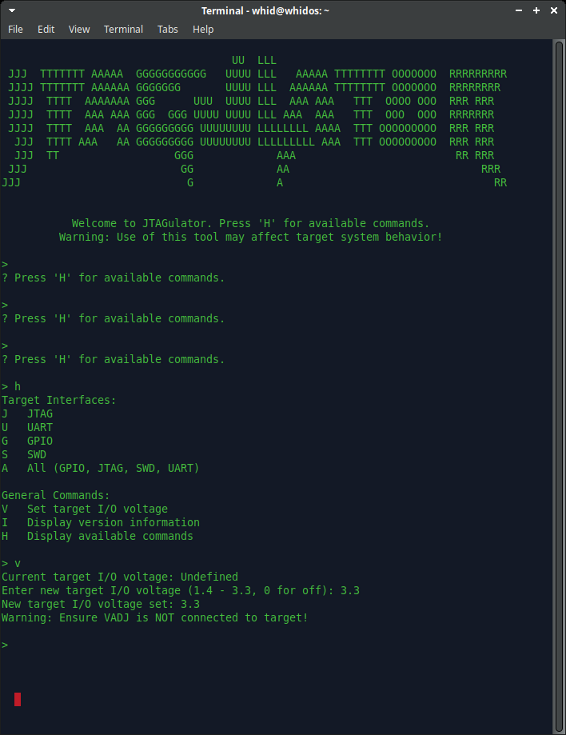 Terminal - whid@whidos: ~
File Edit View Terminal Tabs Help
UU LLL
JJJ TTTTTTT AAAAA GGGGGGGGGGG UUUU LLL AAAAA TTTTTTTT OOOOOOO RRRRRRRRR
JJJJ TTTTTTT AAAAAA GGGGGGG UUUU LLL AAAAAA TTTTTTTT OOOOOOO RRRRRRRR
JJJJ TTTT AAAAAAA GGG UUU UUUU LLL AAA AAA TTT OOOO OOO RRR RRR
JJJJ TTTT AAA AAA GGG GGG UUUU UUUU LLL AAA AAA TTT OOO OOO RRRRRRR
JJJJ TTTT AAA AA GGGGGGGGG UUUUUUUU LLLLLLLL AAAA TTT OOOOOOOOO RRR RRR
JJJ TTTT AAA AA GGGGGGGGG UUUUUUUU LLLLLLLLL AAA TTT OOOOOOOOO RRR RRR
JJJ TT GGG AAA RR RRR
JJJ GG AA RRR
JJJ G A RR
Welcome to JTAGulator. Press 'H' for available commands.
Warning: Use of this tool may affect target system behavior!
>
? Press 'H' for available commands.
>
? Press 'H' for available commands.
>
? Press 'H' for available commands.
> h
Target Interfaces:
J JTAG
U UART
G GPIO
S SWD
A All (GPIO, JTAG, SWD, UART)
General Commands:
V Set target I/O voltage
I Display version information
H Display available commands
> v
Current target I/O voltage: Undefined
Enter new target I/O voltage (1.4 - 3.3, 0 for off): 3.3
New target I/O voltage set: 3.3
Warning: Ensure VADJ is NOT connected to target!
>